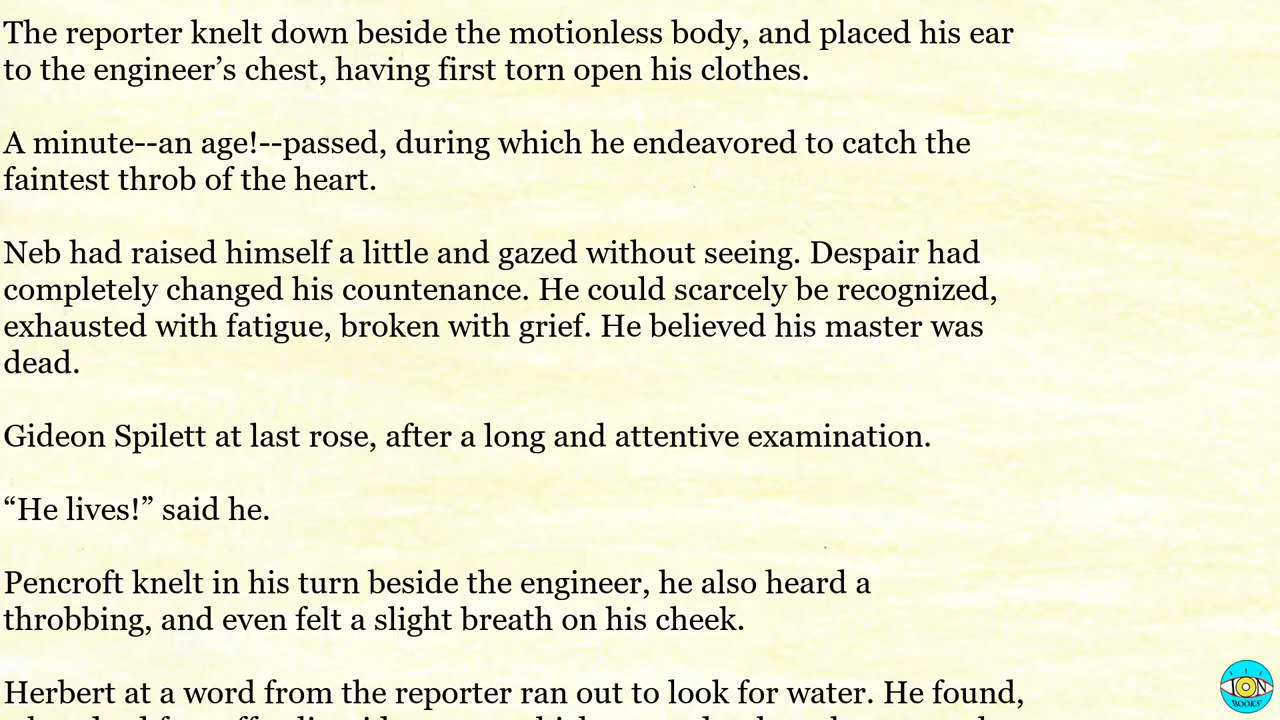 The reporter knelt down beside the motionless body, and placed his ear
to the engineer’s chest, having first torn open his clothes.
A minute--an age!--passed, during which he endeavored to catch the
faintest throb of the heart.
Neb had raised himself a little and gazed without seeing. Despair had
completely changed his countenance. He could scarcely be recognized,
exhausted with fatigue, broken with grief. He believed his master was
dead.
Gideon Spilett at last rose, after a long and attentive examination.
“He lives!” said he.
Pencroft knelt in his turn beside the engineer, he also heard a
throbbing, and even felt a slight breath on his cheek.
Herbert at a word from the reporter ran out to look for water. He found,
ION
BOOKS